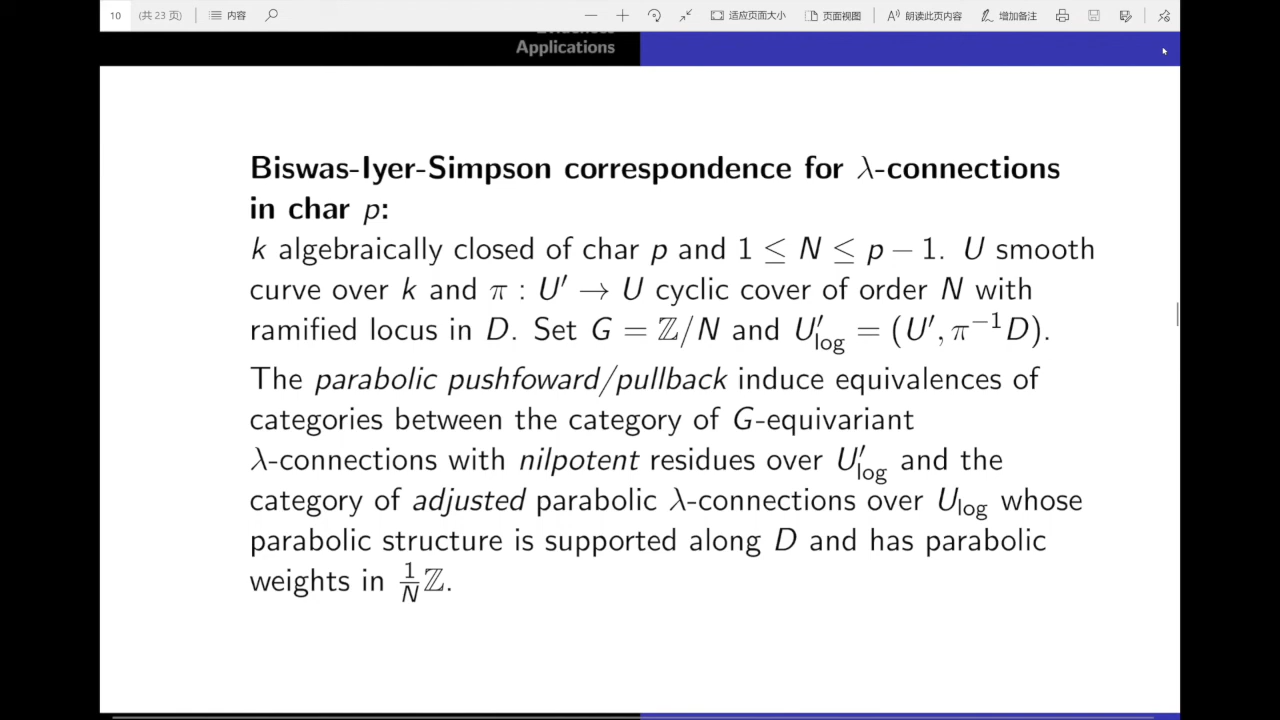 10 (共 23 页) 内容 适应页面大小 页面视图 朗读此页内容 增加备注
Applications
Biswas-Iyer-Simpson correspondence for λ-connections
in char p:
k algebraically closed of char p and 1 ≤ N ≤ p − 1. U smooth
curve over k and π : U′ → U cyclic cover of order N with
ramified locus in D. Set G = ℤ/N and U′_log = (U′, π⁻¹D).
The parabolic pushfoward/pullback induce equivalences of
categories between the category of G-equivariant
λ-connections with nilpotent residues over U′_log and the
category of adjusted parabolic λ-connections over U_log whose
parabolic structure is supported along D and has parabolic
weights in 1/N ℤ.